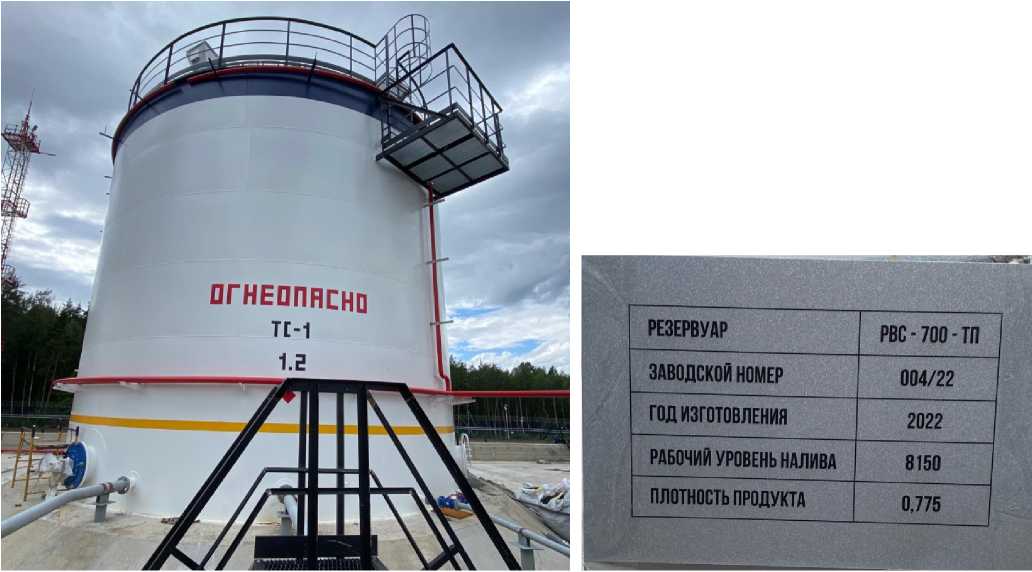 ОГНЕОПАСНО
ТС-1
1.2
РЕЗЕРВУАР РВС - 700 - ТП
ЗАВОДСКОЙ НОМЕР 004/22
ГОД ИЗГОТОВЛЕНИЯ 2022
РАБОЧИЙ УРОВЕНЬ НАЛИВА 8150
ПЛОТНОСТЬ ПРОДУКТА 0,775